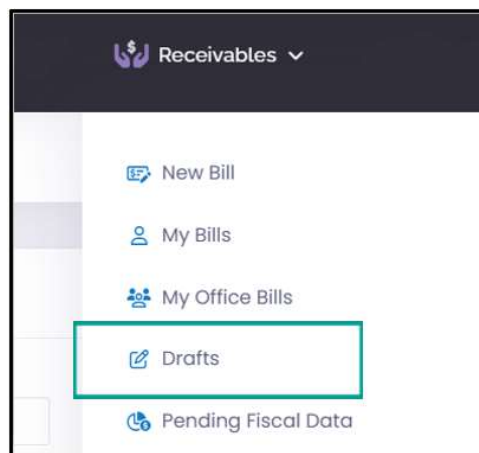 Receivables
New Bill
My Bills
My Office Bills
Drafts
Pending Fiscal Data